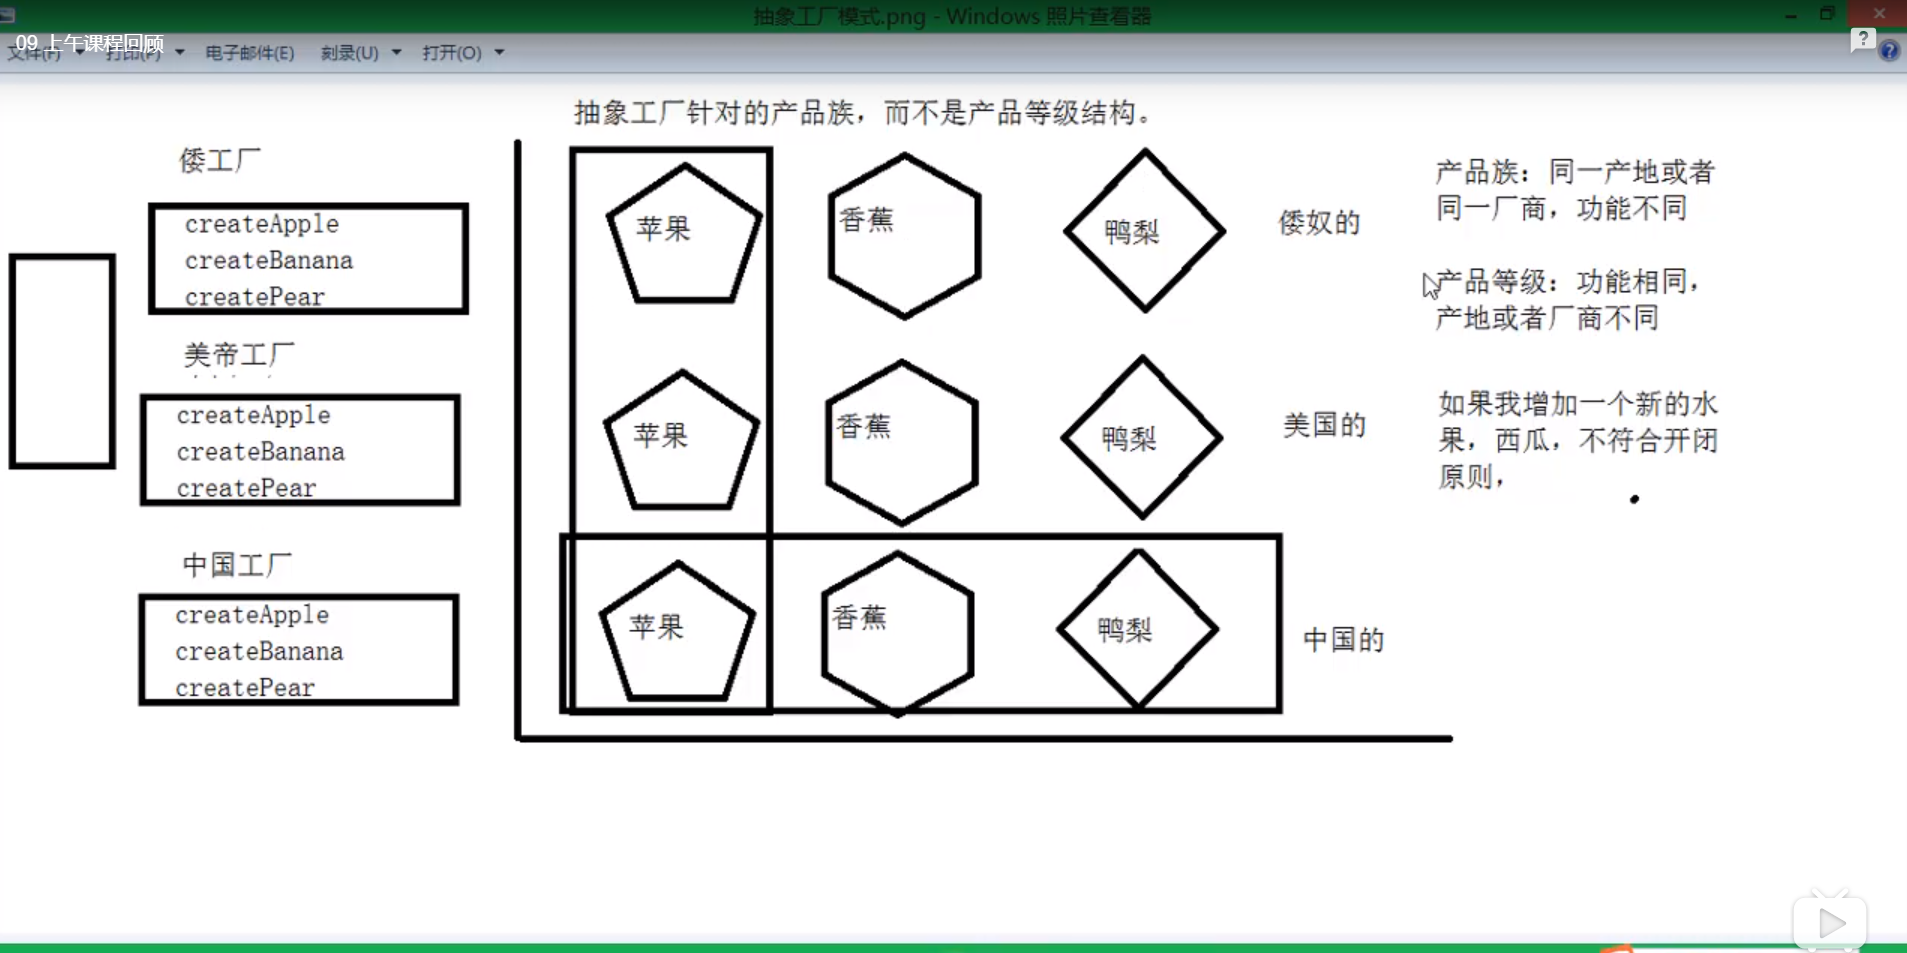 抽象工厂模式.png - Windows 照片查看器
09 上午课程回顾
文件(F) 打印(P) 电子邮件(E) 刻录(U) 打开(O)
抽象工厂针对的产品族，而不是产品等级结构。
倭工厂
createApple
createBanana
createPear
美帝工厂
createApple
createBanana
createPear
中国工厂
createApple
createBanana
createPear
苹果 香蕉 鸭梨 倭奴的
苹果 香蕉 鸭梨 美国的
苹果 香蕉 鸭梨 中国的
产品族：同一产地或者
同一厂商，功能不同
产品等级：功能相同，
产地或者厂商不同
如果我增加一个新的水
果，西瓜，不符合开闭
原则，